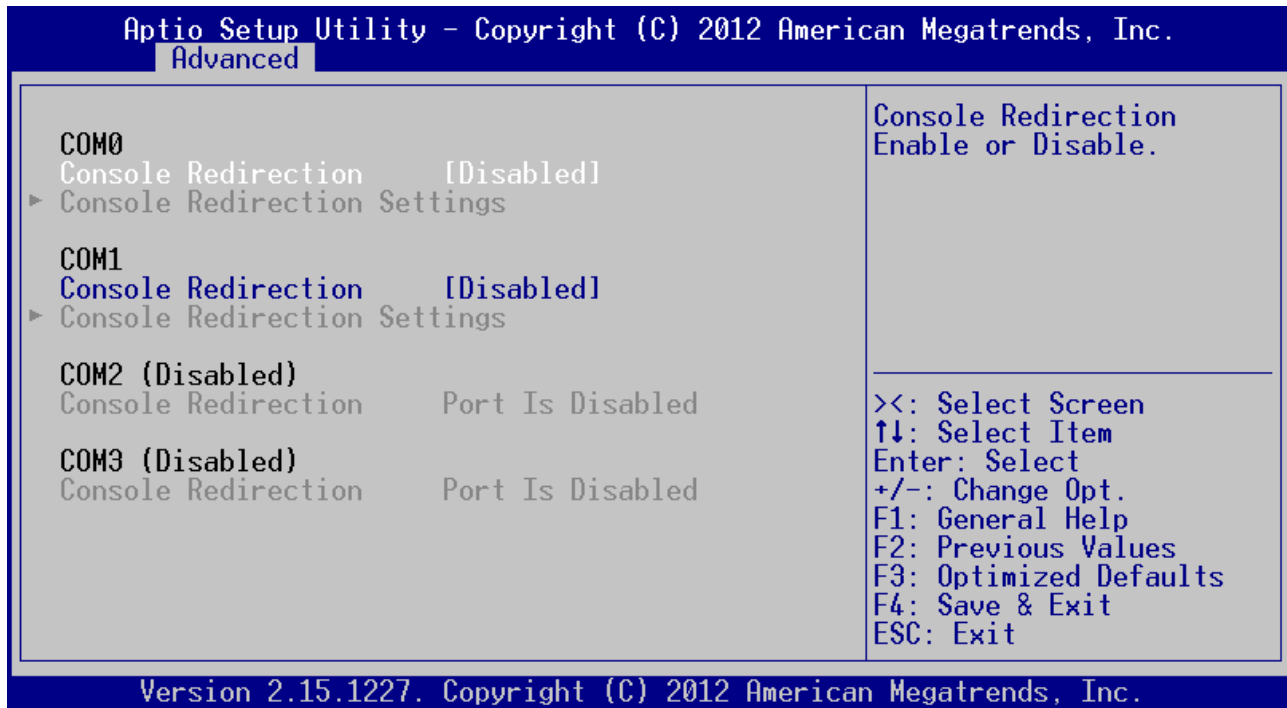 Aptio Setup Utility – Copyright (C) 2012 American Megatrends, Inc.
Advanced
COM0
Console Redirection [Disabled]
► Console Redirection Settings
COM1
Console Redirection [Disabled]
► Console Redirection Settings
COM2 (Disabled)
Console Redirection Port Is Disabled
COM3 (Disabled)
Console Redirection Port Is Disabled
Console Redirection
Enable or Disable.
><: Select Screen
↑↓: Select Item
Enter: Select
+/-: Change Opt.
F1: General Help
F2: Previous Values
F3: Optimized Defaults
F4: Save & Exit
ESC: Exit
Version 2.15.1227. Copyright (C) 2012 American Megatrends, Inc.